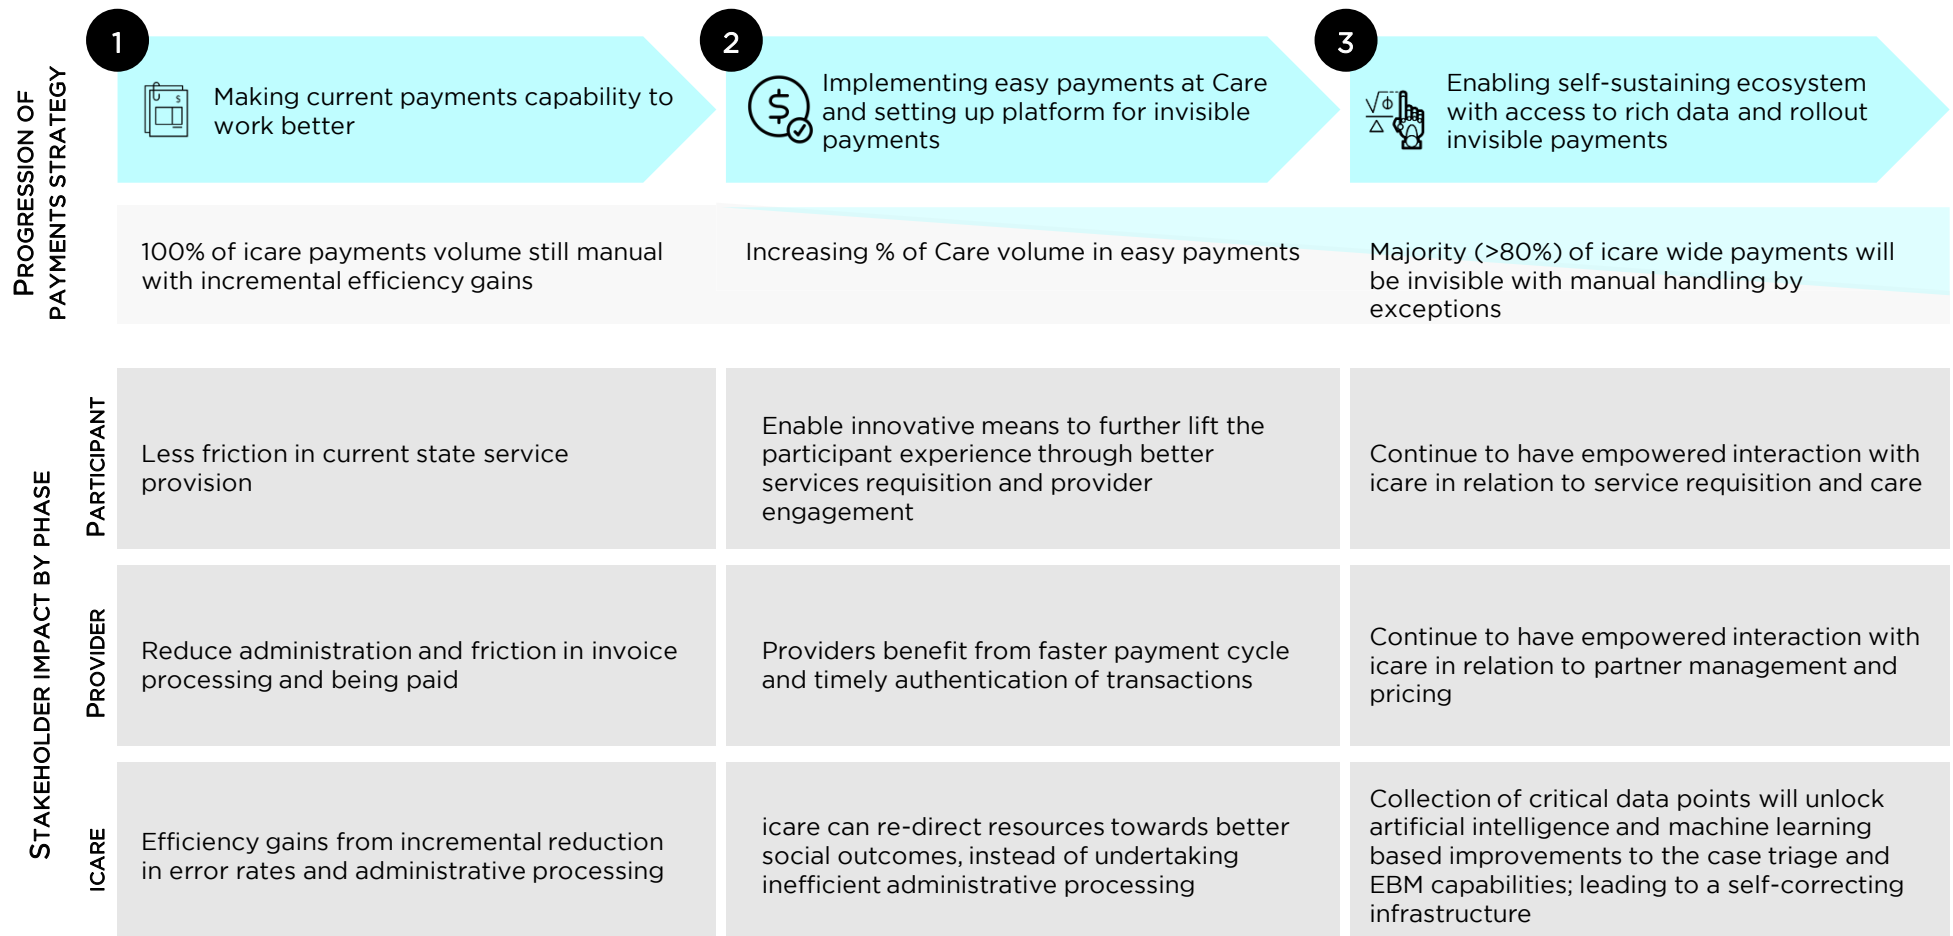 1
2
3
PROGRESSION OF
PAYMENTS STRATEGY
$
Making current payments capability to
work better
$
Implementing easy payments at Care
and setting up platform for invisible
payments
√Φ
Δ
Enabling self-sustaining ecosystem
with access to rich data and rollout
invisible payments
100% of icare payments volume still manual
with incremental efficiency gains
Increasing % of Care volume in easy payments
Majority (>80%) of icare wide payments will
be invisible with manual handling by
exceptions
STAKEHOLDER IMPACT BY PHASE
PARTICIPANT
Less friction in current state service
provision
Enable innovative means to further lift the
participant experience through better
services requisition and provider
engagement
Continue to have empowered interaction with
icare in relation to service requisition and care
PROVIDER
Reduce administration and friction in invoice
processing and being paid
Providers benefit from faster payment cycle
and timely authentication of transactions
Continue to have empowered interaction with
icare in relation to partner management and
pricing
ICARE
Efficiency gains from incremental reduction
in error rates and administrative processing
icare can re-direct resources towards better
social outcomes, instead of undertaking
inefficient administrative processing
Collection of critical data points will unlock
artificial intelligence and machine learning
based improvements to the case triage and
EBM capabilities; leading to a self-correcting
infrastructure